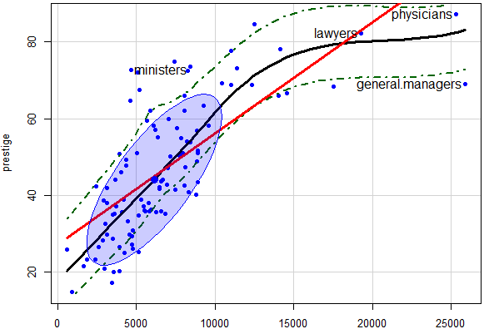 physicians
80
lawyers
ministers
general.managers
60
prestige
40
20
0 5000 10000 15000 20000 25000